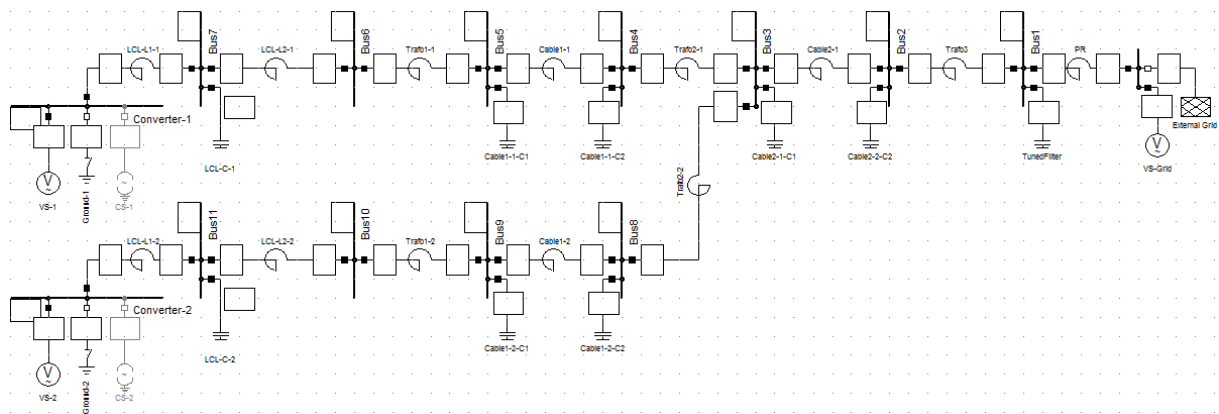 LCL-L1-1
Bus7
LCL-L2-1
Bus6
Trafo1-1
Bus5
Cable1-1
Bus4
Trafo2-1
Bus3
Cable2-1
Bus2
Trafo3
Bus1
PR
External Grid
Converter-1
V
~
VS-1
Ground-1
~
CS-1
LCL-C-1
Cable1-1-C1
Cable1-1-C2
Cable2-1-C1
Cable2-2-C2
TunedFilter
V
~
VS-Grid
Trafo2-2
LCL-L1-2
Bus11
LCL-L2-2
Bus10
Trafo1-2
Bus9
Cable1-2
Bus8
Converter-2
V
~
VS-2
Ground-2
~
CS-2
LCL-C-2
Cable1-2-C1
Cable1-2-C2